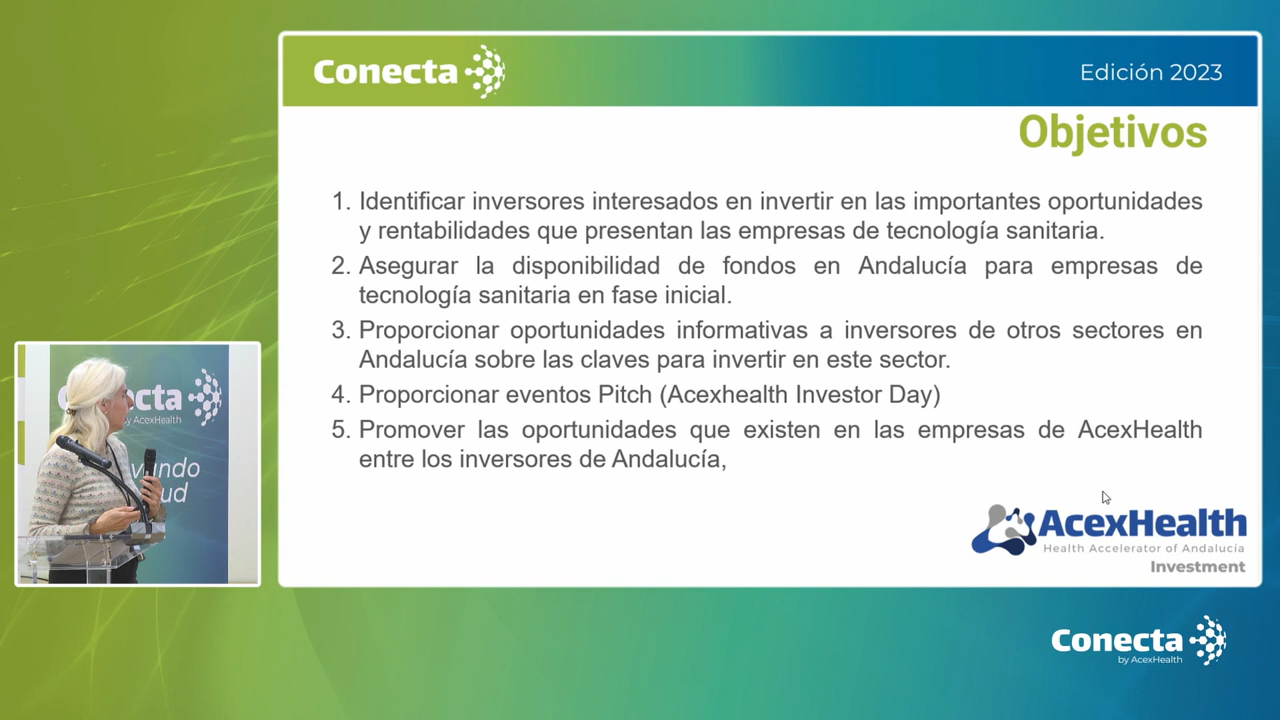 Conecta
Edición 2023
Objetivos
1. Identificar inversores interesados en invertir en las importantes oportunidades
y rentabilidades que presentan las empresas de tecnología sanitaria.
2. Asegurar la disponibilidad de fondos en Andalucía para empresas de
tecnología sanitaria en fase inicial.
3. Proporcionar oportunidades informativas a inversores de otros sectores en
Andalucía sobre las claves para invertir en este sector.
4. Proporcionar eventos Pitch (Acexhealth Investor Day)
5. Promover las oportunidades que existen en las empresas de AcexHealth
entre los inversores de Andalucía,
AcexHealth
Health Accelerator of Andalucía
Investment
by AcexHealth
Conecta
by AcexHealth